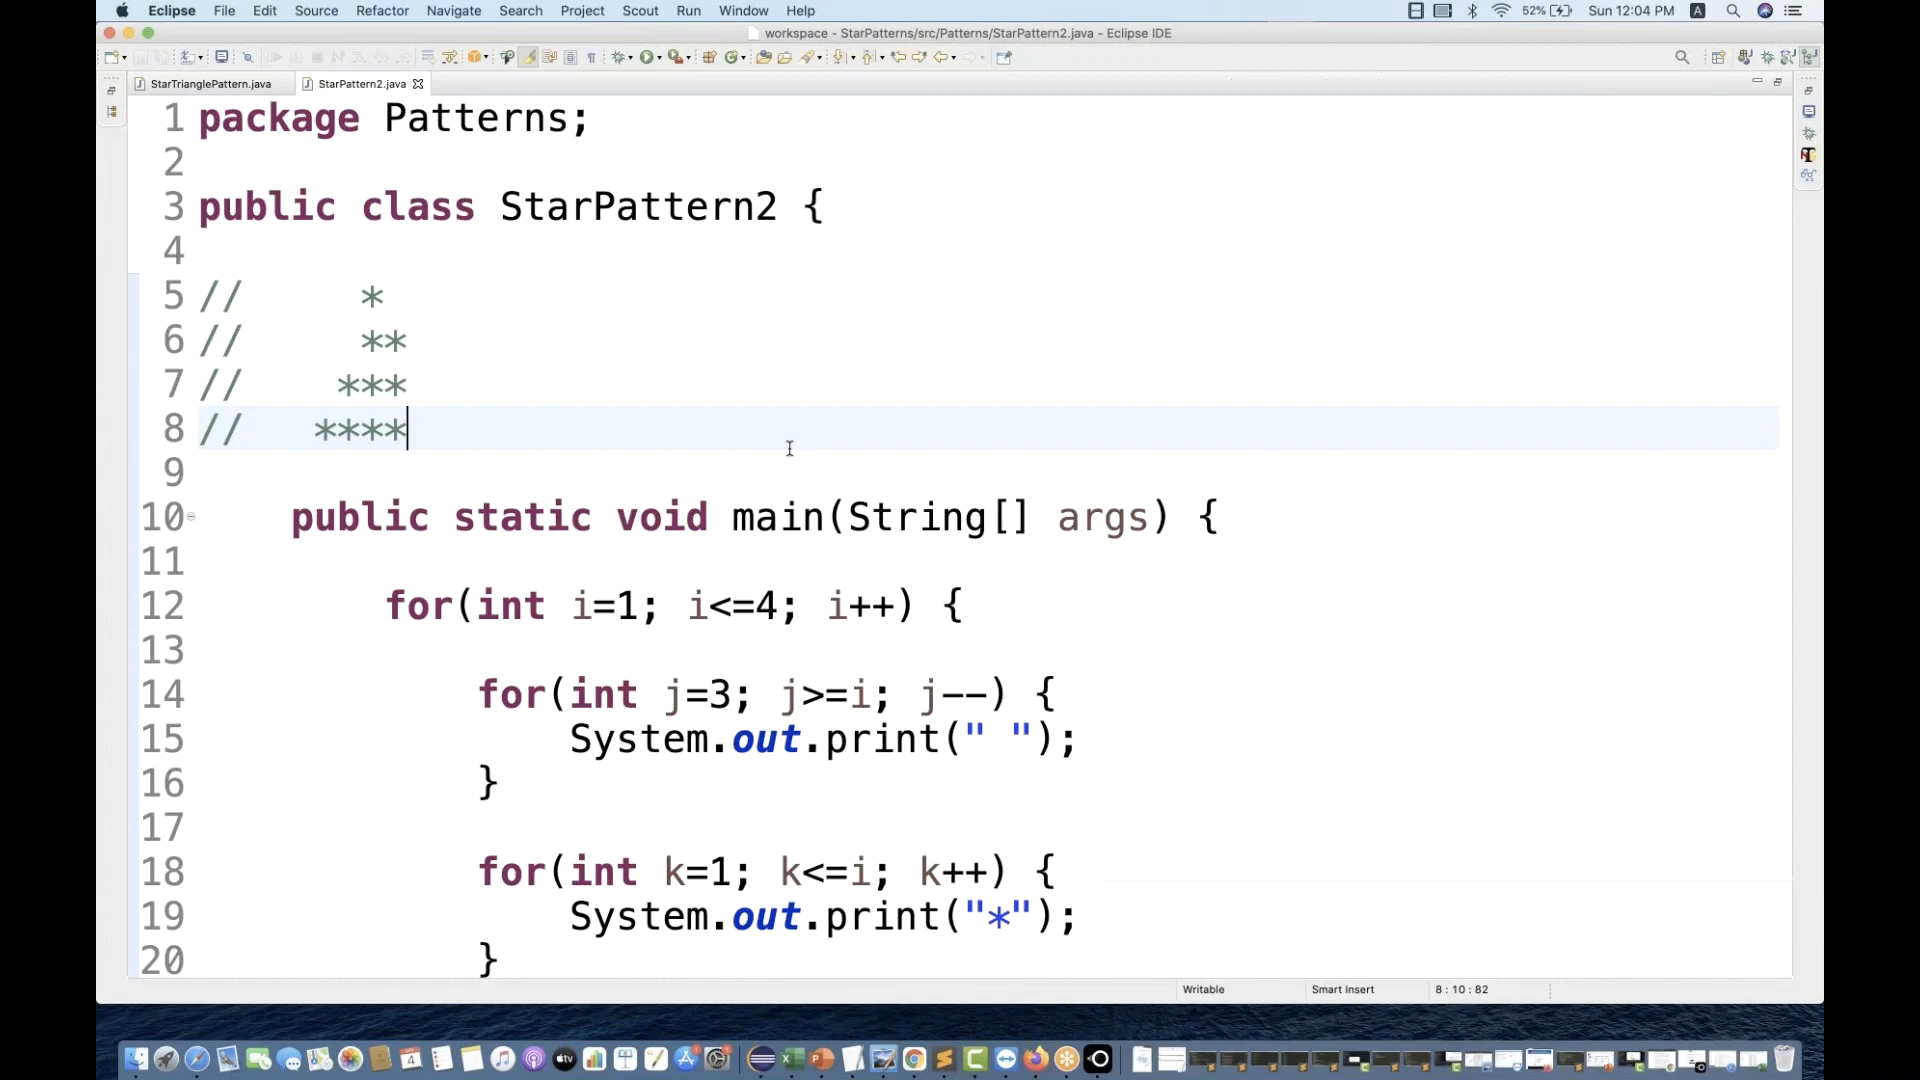 Eclipse File Edit Source Refactor Navigate Search Project Scout Run Window Help 52% Sun 12:04 PM A
workspace - StarPatterns/src/Patterns/StarPattern2.java - Eclipse IDE
StarTrianglePattern.java StarPattern2.java
1 package Patterns;
2
3 public class StarPattern2 {
4
5 //     *
6 //     **
7 //    ***
8 //   ****
9
10 public static void main(String[] args) {
11
12 for(int i=1; i<=4; i++) {
13
14 for(int j=3; j>=i; j--) {
15 System.out.print(" ");
16 }
17
18 for(int k=1; k<=i; k++) {
19 System.out.print("*");
20 }
Writable Smart Insert 8 : 10 : 82